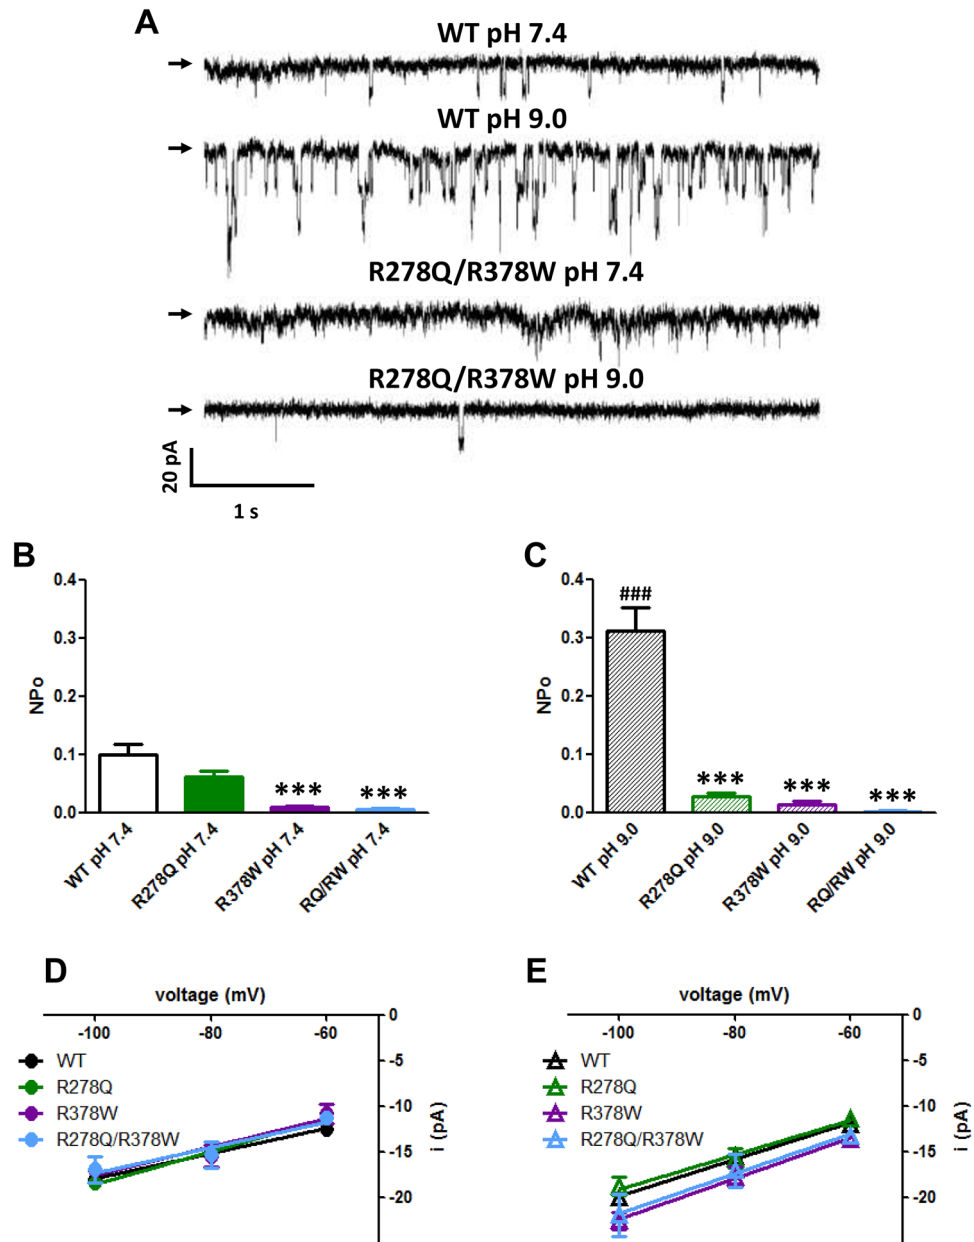 A
WT pH 7.4
WT pH 9.0
R278Q/R378W pH 7.4
R278Q/R378W pH 9.0
20 pA
1 s
B
0.4
0.3
0.2
0.1
0.0
NPo
***
***
WT pH 7.4
R278Q pH 7.4
R378W pH 7.4
RQ/RW pH 7.4
C
0.4
0.3
0.2
0.1
0.0
NPo
###
***
***
***
WT pH 9.0
R278Q pH 9.0
R378W pH 9.0
RQ/RW pH 9.0
D
voltage (mV)
-100
-80
-60
0
-5
-10
-15
-20
i (pA)
WT
R278Q
R378W
R278Q/R378W
E
voltage (mV)
-100
-80
-60
0
-5
-10
-15
-20
i (pA)
WT
R278Q
R378W
R278Q/R378W